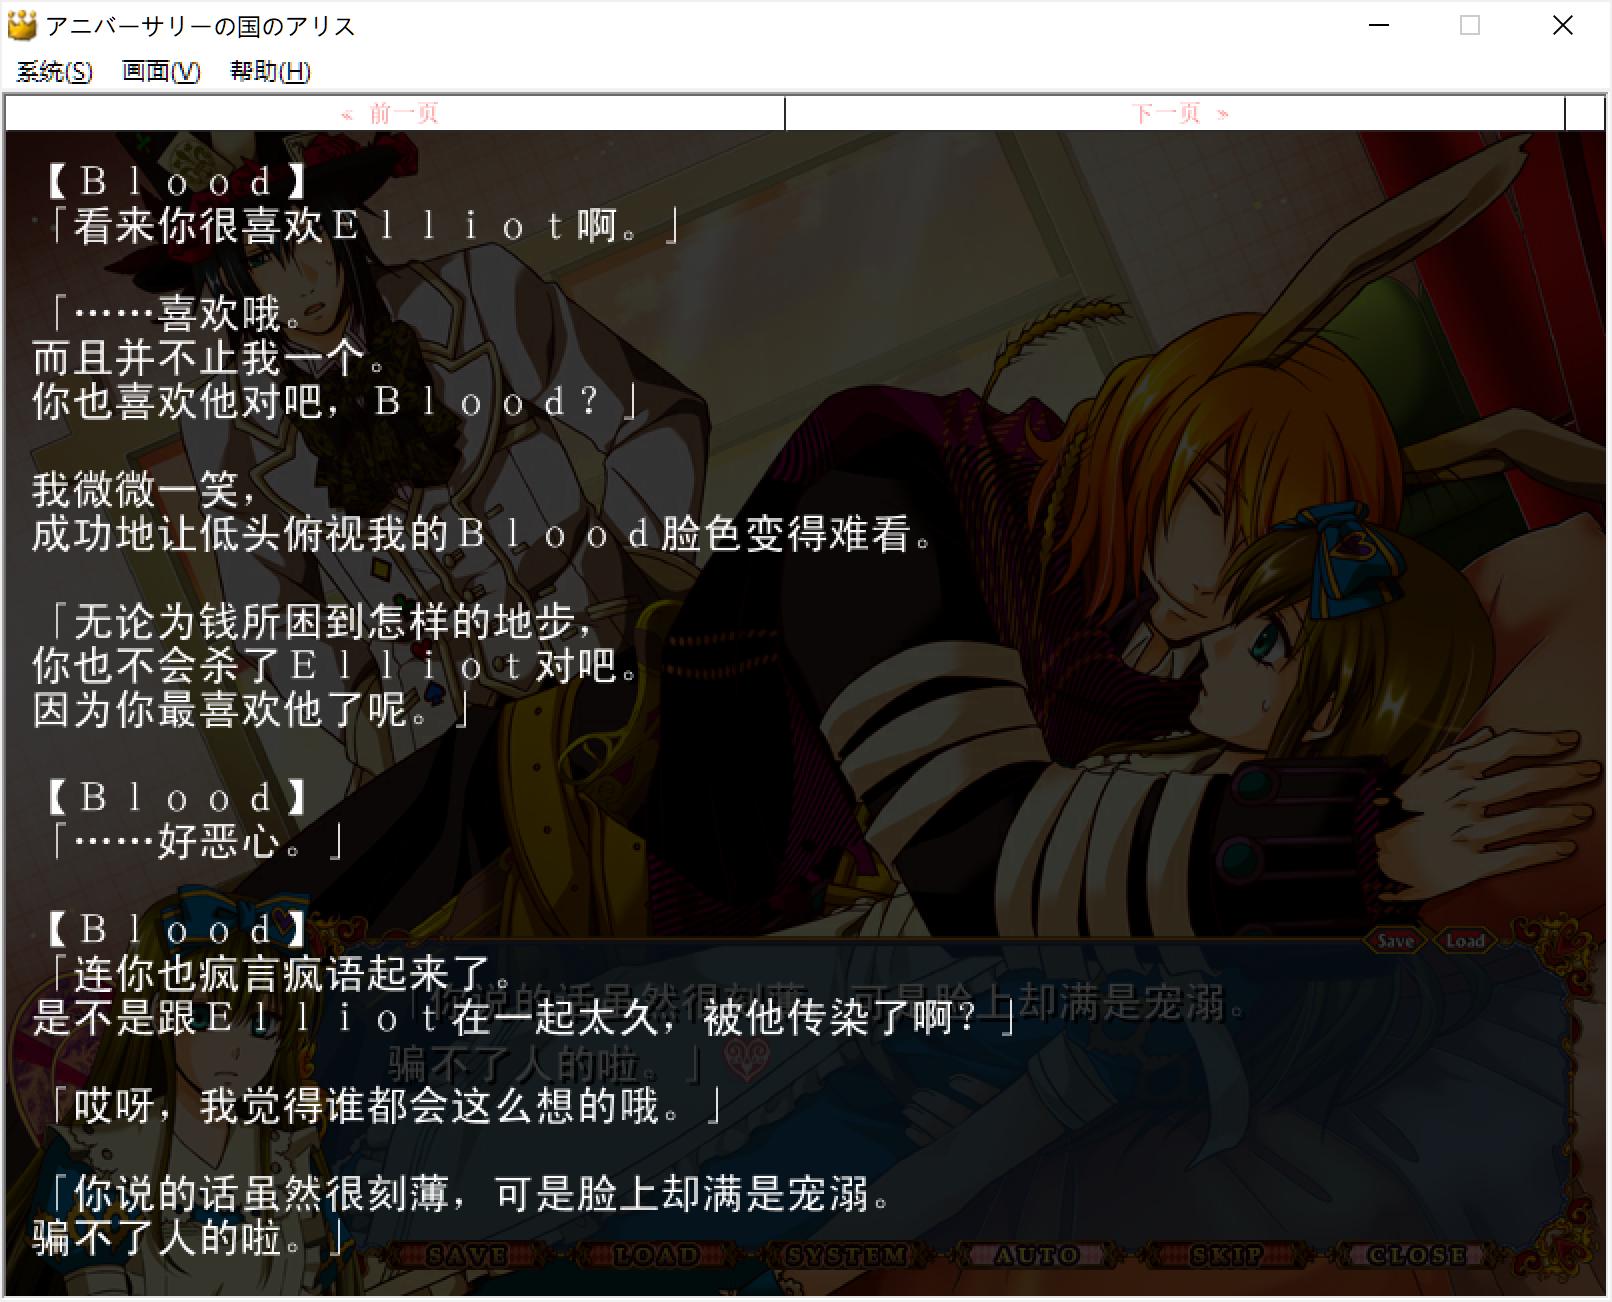 アニバーサリーの国のアリス
系统(S) 画面(V) 帮助(H)
« 前一页 下一页 »
【Blood】
「看来你很喜欢Elliot啊。」
「……喜欢哦。
而且并不止我一个。
你也喜欢他对吧，Blood？」
我微微一笑，
成功地让低头俯视我的Blood脸色变得难看。
「无论为钱所困到怎样的地步，
你也不会杀了Elliot对吧。
因为你最喜欢他了呢。」
【Blood】
「……好恶心。」
【Blood】
「连你也疯言疯语起来了。
是不是跟Elliot在一起太久，被他传染了啊？」
「哎呀，我觉得谁都会这么想的哦。」
「你说的话虽然很刻薄，可是脸上却满是宠溺。
骗不了人的啦。」
Save Load
「你说的话虽然很刻薄，可是脸上却满是宠溺。
骗不了人的啦。」
SAVE LOAD SYSTEM AUTO SKIP CLOSE